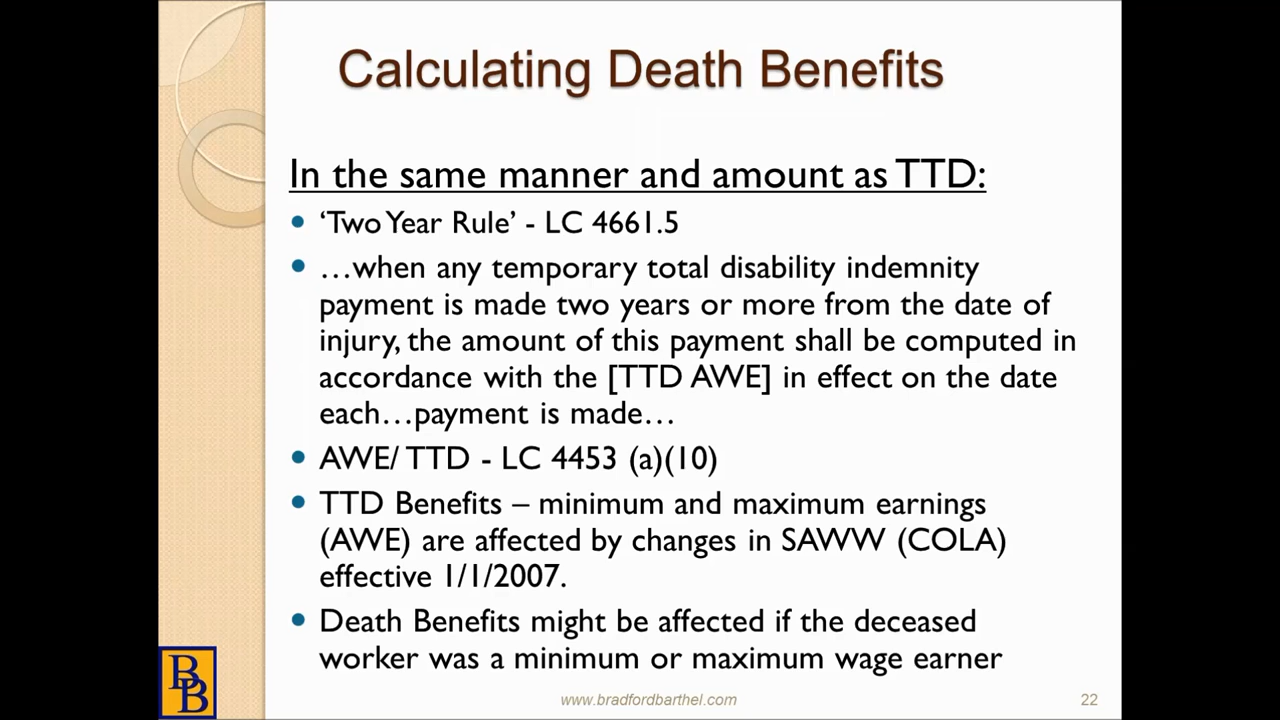 Calculating Death Benefits
In the same manner and amount as TTD:
• ‘Two Year Rule’ - LC 4661.5
• …when any temporary total disability indemnity
payment is made two years or more from the date of
injury, the amount of this payment shall be computed in
accordance with the [TTD AWE] in effect on the date
each…payment is made…
• AWE/ TTD - LC 4453 (a)(10)
• TTD Benefits – minimum and maximum earnings
(AWE) are affected by changes in SAWW (COLA)
effective 1/1/2007.
• Death Benefits might be affected if the deceased
worker was a minimum or maximum wage earner
BB
www.bradfordbarthel.com
22